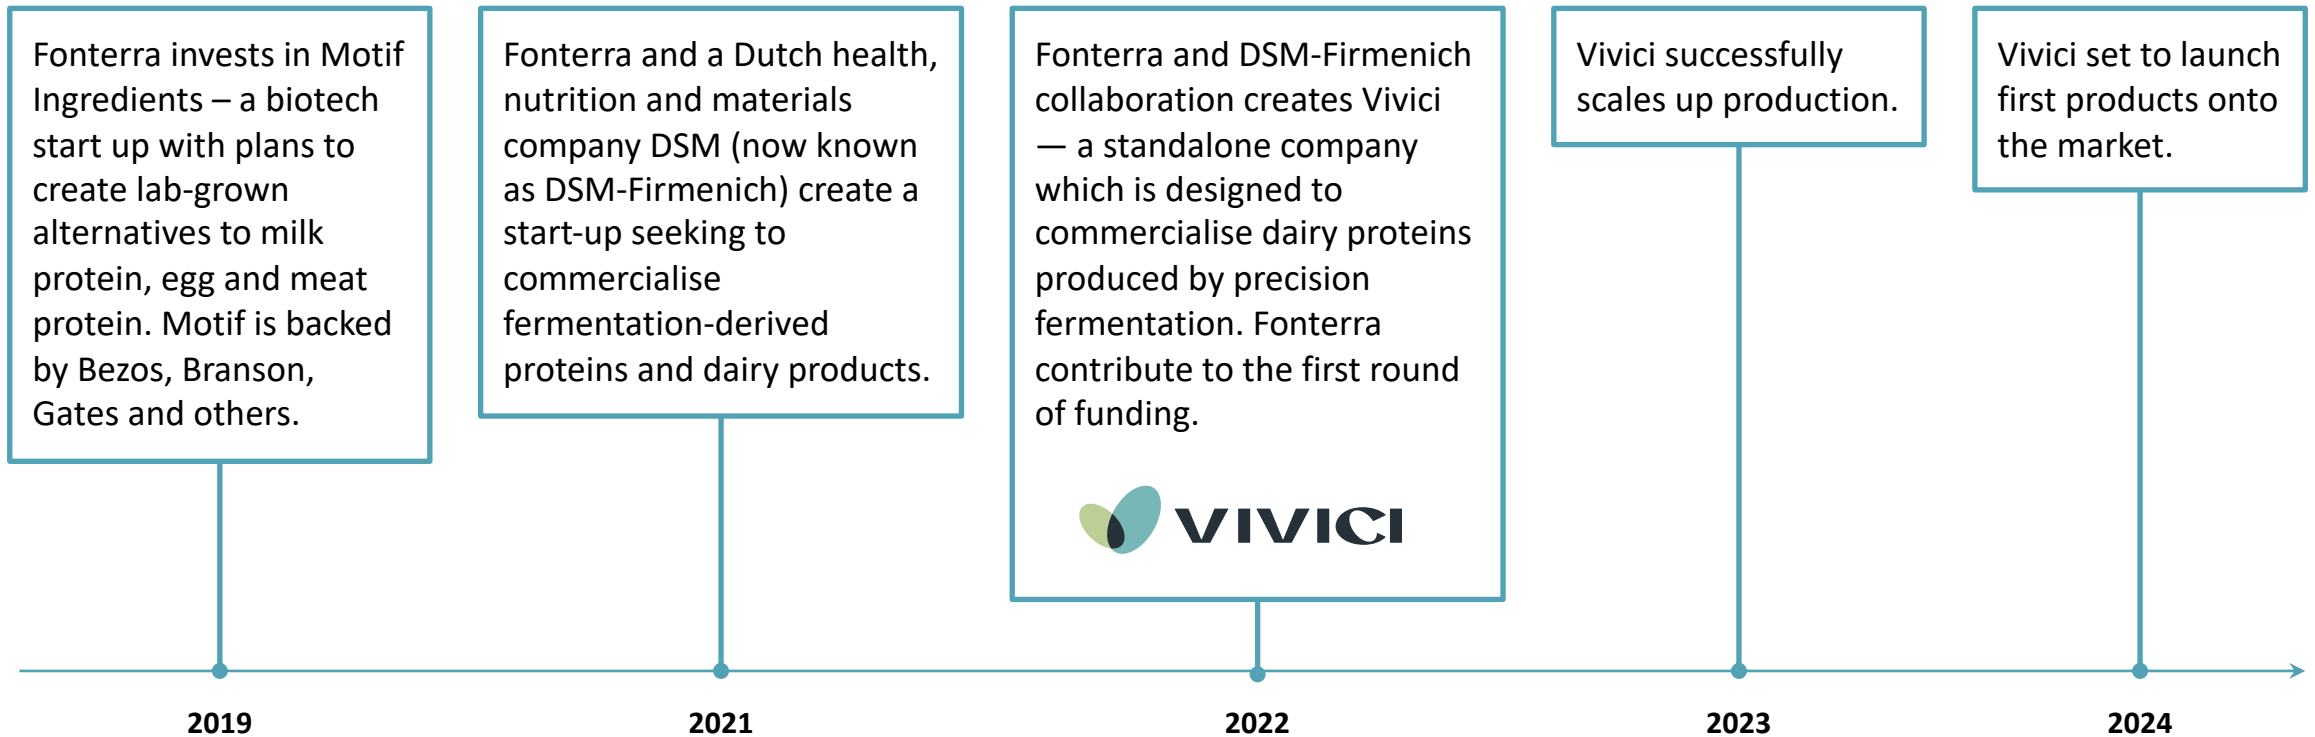 Fonterra invests in Motif
Ingredients – a biotech
start up with plans to
create lab-grown
alternatives to milk
protein, egg and meat
protein. Motif is backed
by Bezos, Branson,
Gates and others.
Fonterra and a Dutch health,
nutrition and materials
company DSM (now known
as DSM-Firmenich) create a
start-up seeking to
commercialise
fermentation-derived
proteins and dairy products.
Fonterra and DSM-Firmenich
collaboration creates Vivici
— a standalone company
which is designed to
commercialise dairy proteins
produced by precision
fermentation. Fonterra
contribute to the first round
of funding.
VIVICI
Vivici successfully
scales up production.
Vivici set to launch
first products onto
the market.
2019
2021
2022
2023
2024